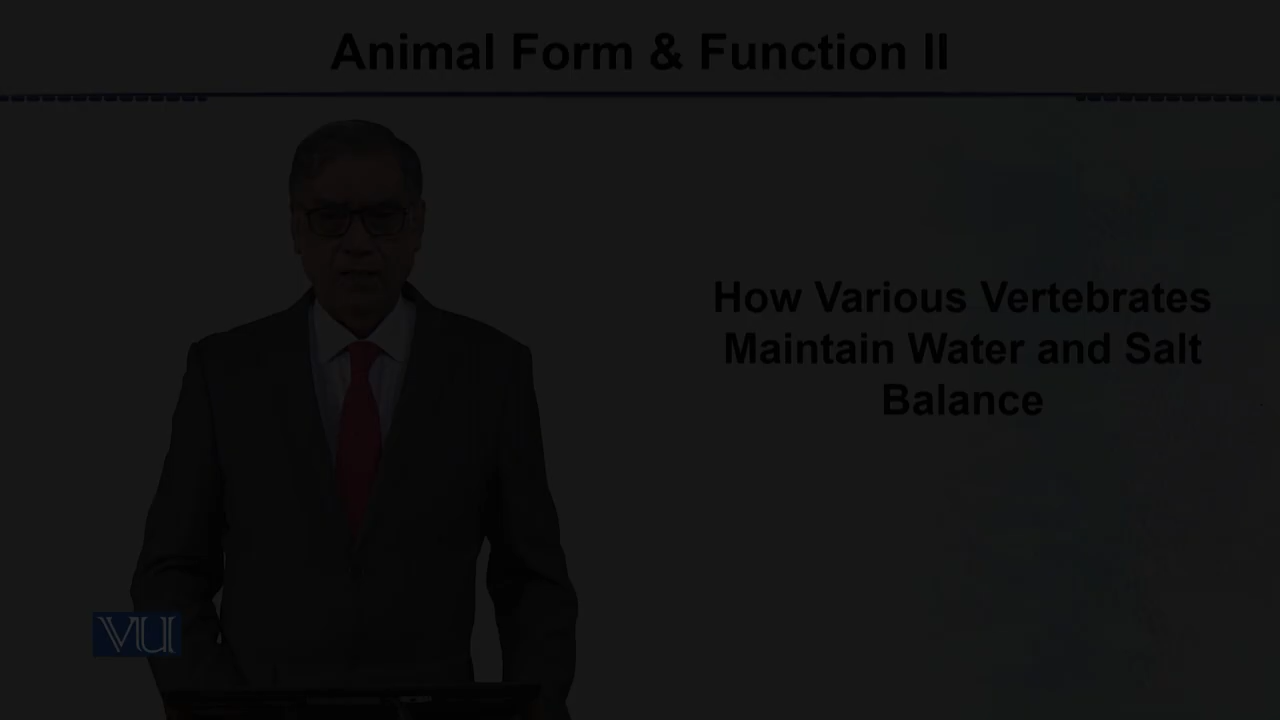 Animal Form & Function II
How Various Vertebrates
Maintain Water and Salt
Balance
VU